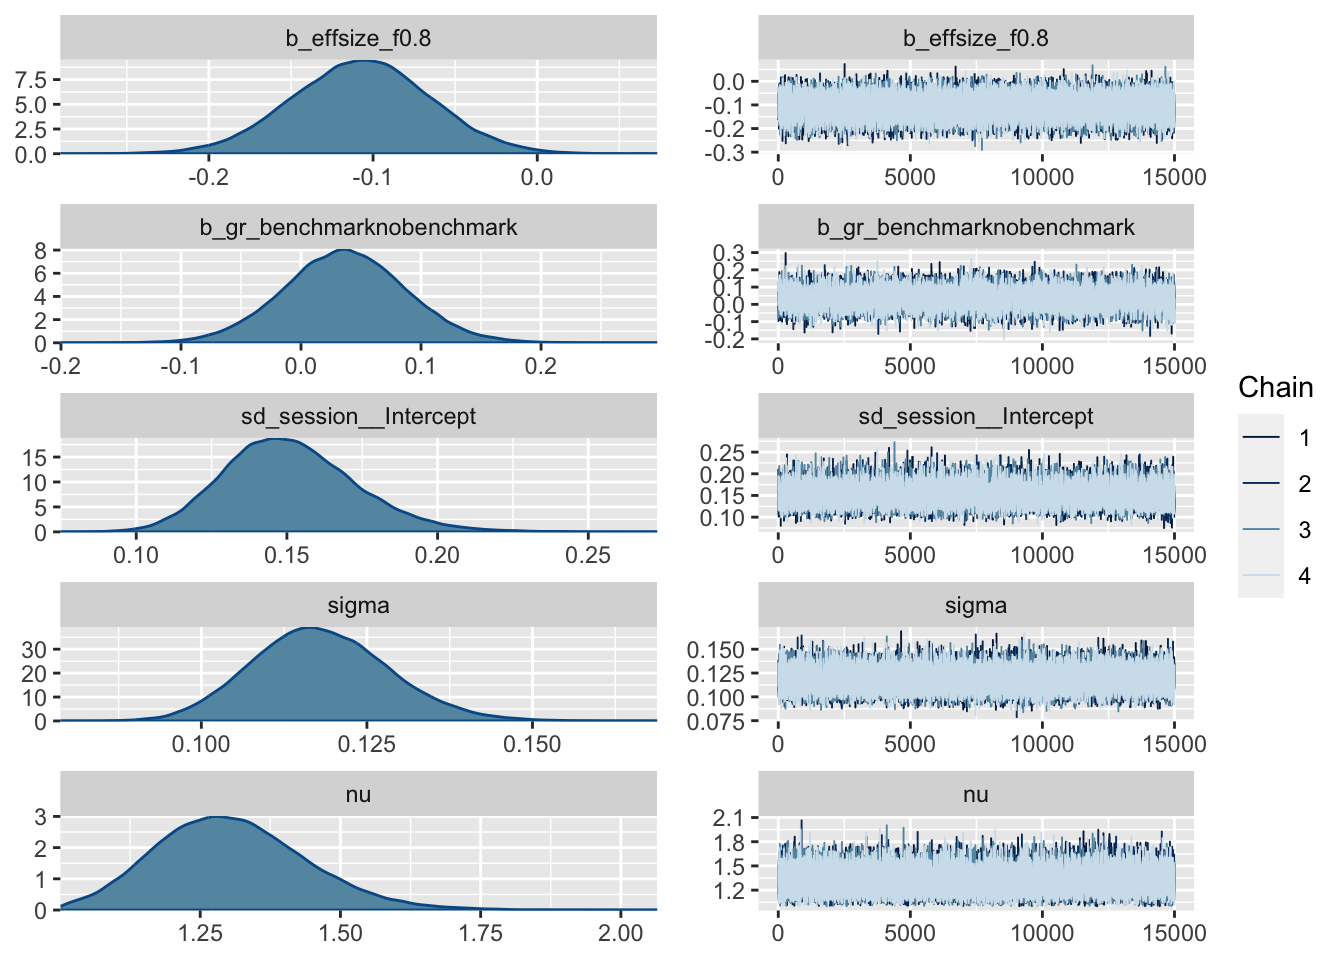 b_effsize_f0.8
7.5
5.0
2.5
0.0
-0.2 -0.1 0.0
b_effsize_f0.8
0.0
-0.1
-0.2
-0.3
0 5000 10000 15000
b_gr_benchmarknobenchmark
8
6
4
2
0
-0.2 -0.1 0.0 0.1 0.2
b_gr_benchmarknobenchmark
0.3
0.2
0.1
0.0
-0.1
-0.2
0 5000 10000 15000
sd_session__Intercept
15
10
5
0
0.10 0.15 0.20 0.25
sd_session__Intercept
0.25
0.20
0.15
0.10
0 5000 10000 15000
sigma
30
20
10
0
0.100 0.125 0.150
sigma
0.150
0.125
0.100
0.075
0 5000 10000 15000
nu
3
2
1
0
1.25 1.50 1.75 2.00
nu
2.1
1.8
1.5
1.2
0 5000 10000 15000
Chain
1
2
3
4